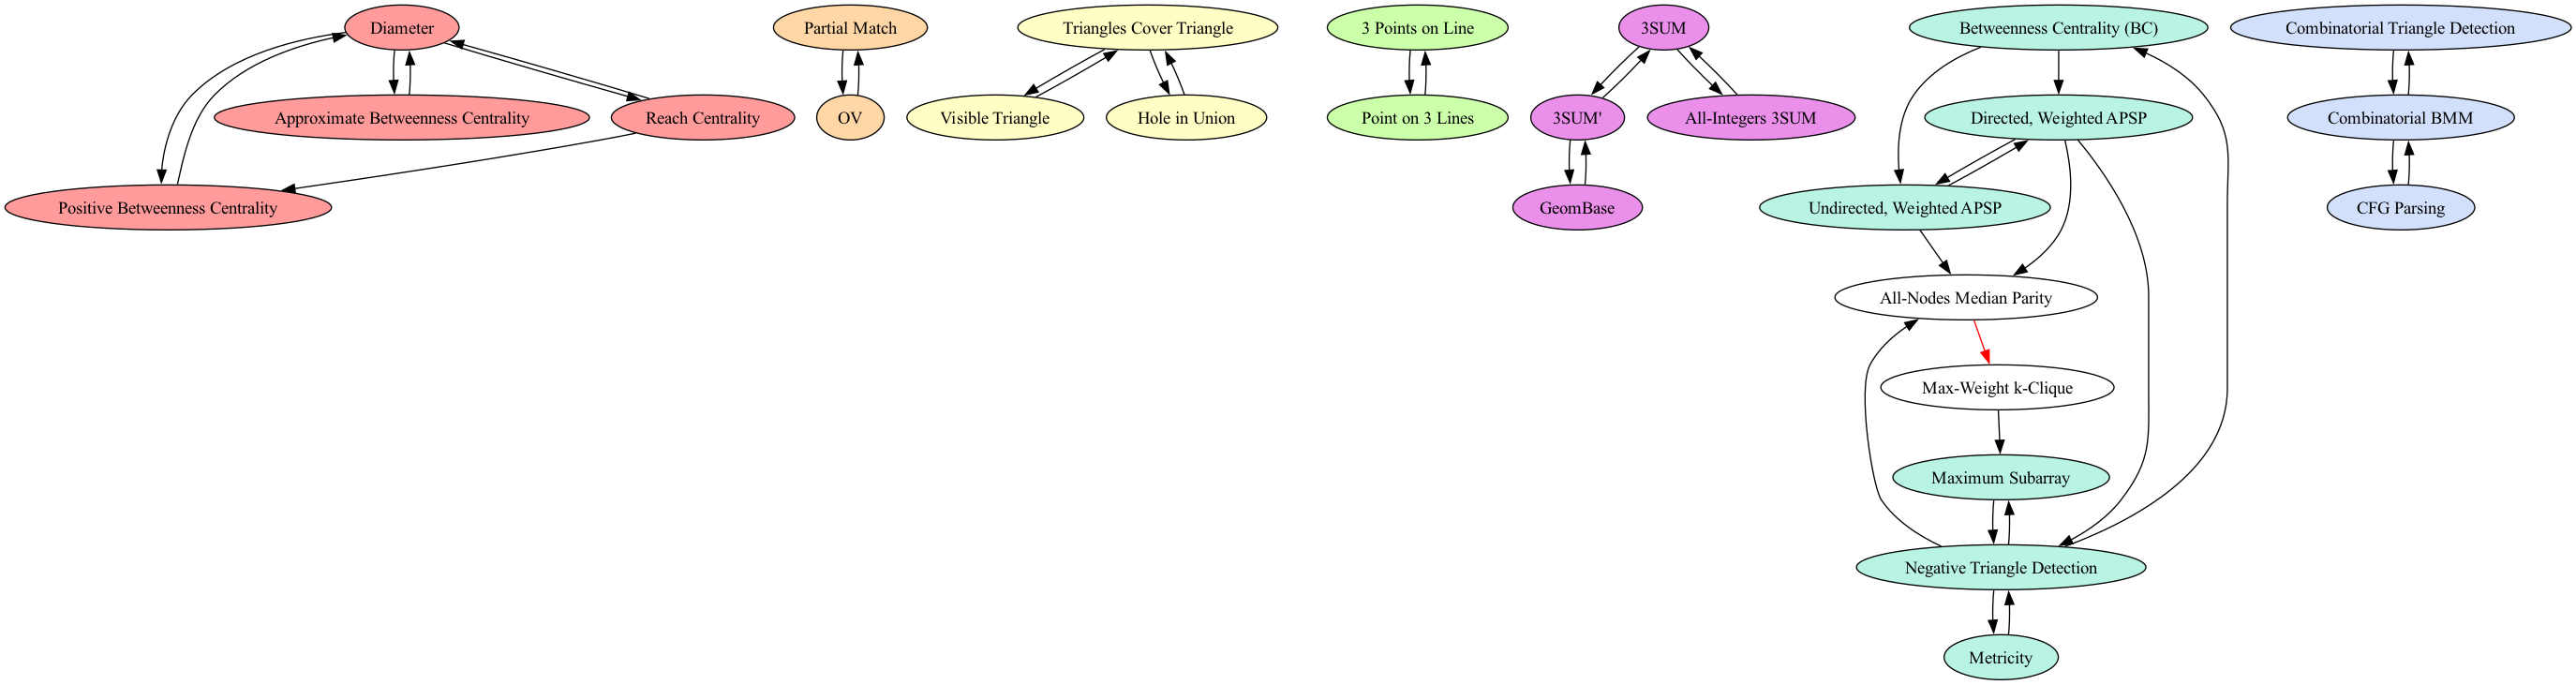 Diameter
Partial Match
Triangles Cover Triangle
3 Points on Line
3SUM
Betweenness Centrality (BC)
Combinatorial Triangle Detection
Approximate Betweenness Centrality
Reach Centrality
OV
Visible Triangle
Hole in Union
Point on 3 Lines
3SUM'
All-Integers 3SUM
Directed, Weighted APSP
Combinatorial BMM
Positive Betweenness Centrality
GeomBase
Undirected, Weighted APSP
CFG Parsing
All-Nodes Median Parity
Max-Weight k-Clique
Maximum Subarray
Negative Triangle Detection
Metricity